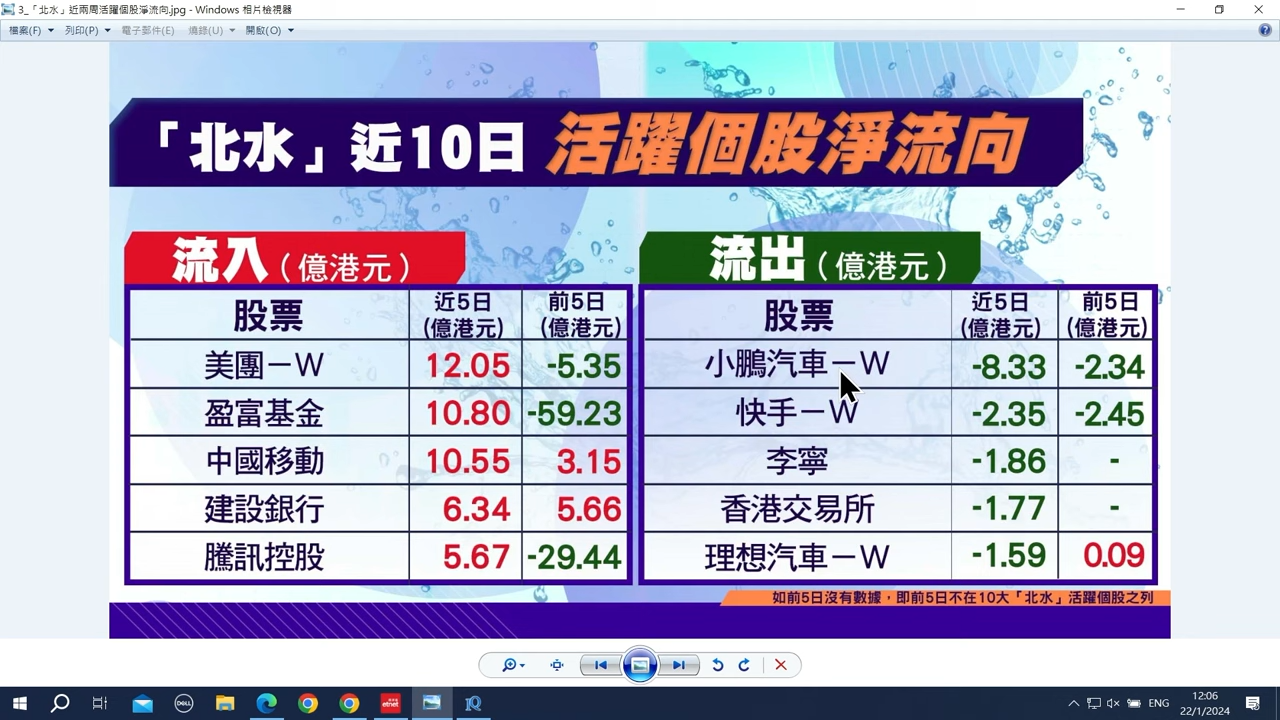 3_「北水」近兩周活躍個股淨流向.jpg - Windows 相片檢視器
檔案(F) 列印(P) 電子郵件(E) 燒錄(U) 開啟(O)
「北水」近10日 活躍個股淨流向
流入（億港元）
股票 近5日(億港元) 前5日(億港元)
美團－W 12.05 -5.35
盈富基金 10.80 -59.23
中國移動 10.55 3.15
建設銀行 6.34 5.66
騰訊控股 5.67 -29.44
流出（億港元）
股票 近5日(億港元) 前5日(億港元)
小鵬汽車－W -8.33 -2.34
快手－W -2.35 -2.45
李寧 -1.86 -
香港交易所 -1.77 -
理想汽車－W -1.59 0.09
如前5日沒有數據，即前5日不在10大「北水」活躍個股之列
DELL
etnet
IQ
ENG
12:06
22/1/2024